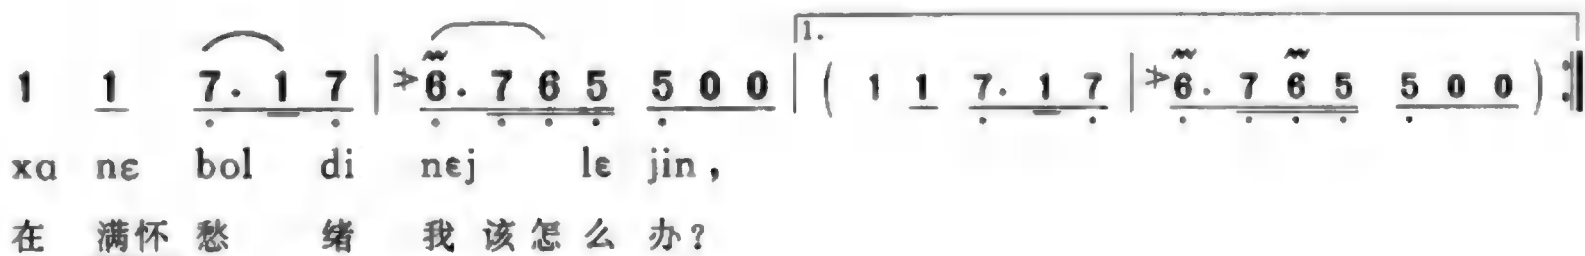 1.
1 1 7. 1 7 | 6. 7 6 5 5 0 0 | ( 1 1 7. 1 7 | 6. 7 6 5 5 0 0 ) :‖
xɑ nɛ bol di nɛj lɛ jin,
在 满怀 愁 绪 我 该 怎 么 办？